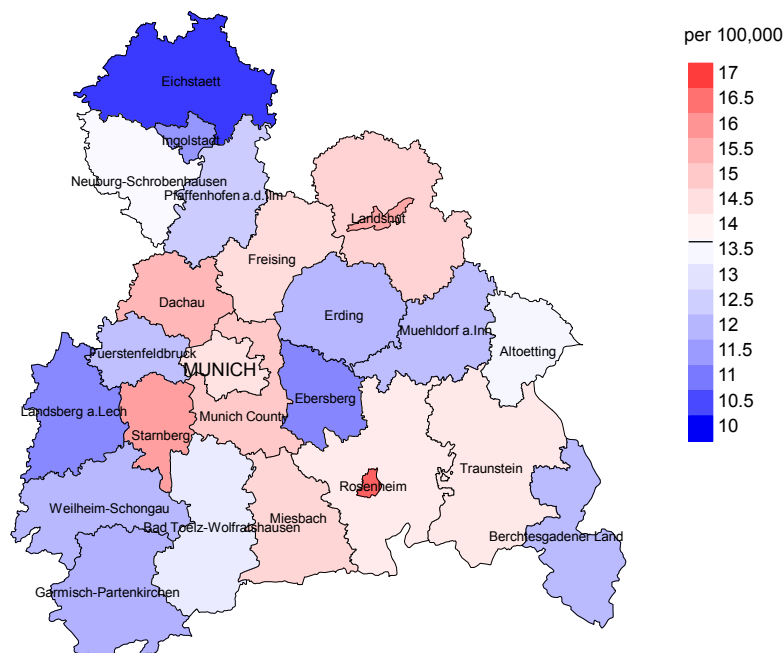 per 100,000
17
16.5
16
15.5
15
14.5
14
13.5
13
12.5
12
11.5
11
10.5
10
Eichstaett
Ingolstadt
Neuburg-Schrobenhausen
Pfaffenhofen a.d.Ilm
Landshut
Freising
Dachau
Erding
Muehldorf a.Inn
Altoetting
Fuerstenfeldbruck
MUNICH
Ebersberg
Landsberg a.Lech
Munich County
Starnberg
Traunstein
Rosenheim
Weilheim-Schongau
Miesbach
Bad Toelz-Wolfratshausen
Berchtesgadener Land
Garmisch-Partenkirchen